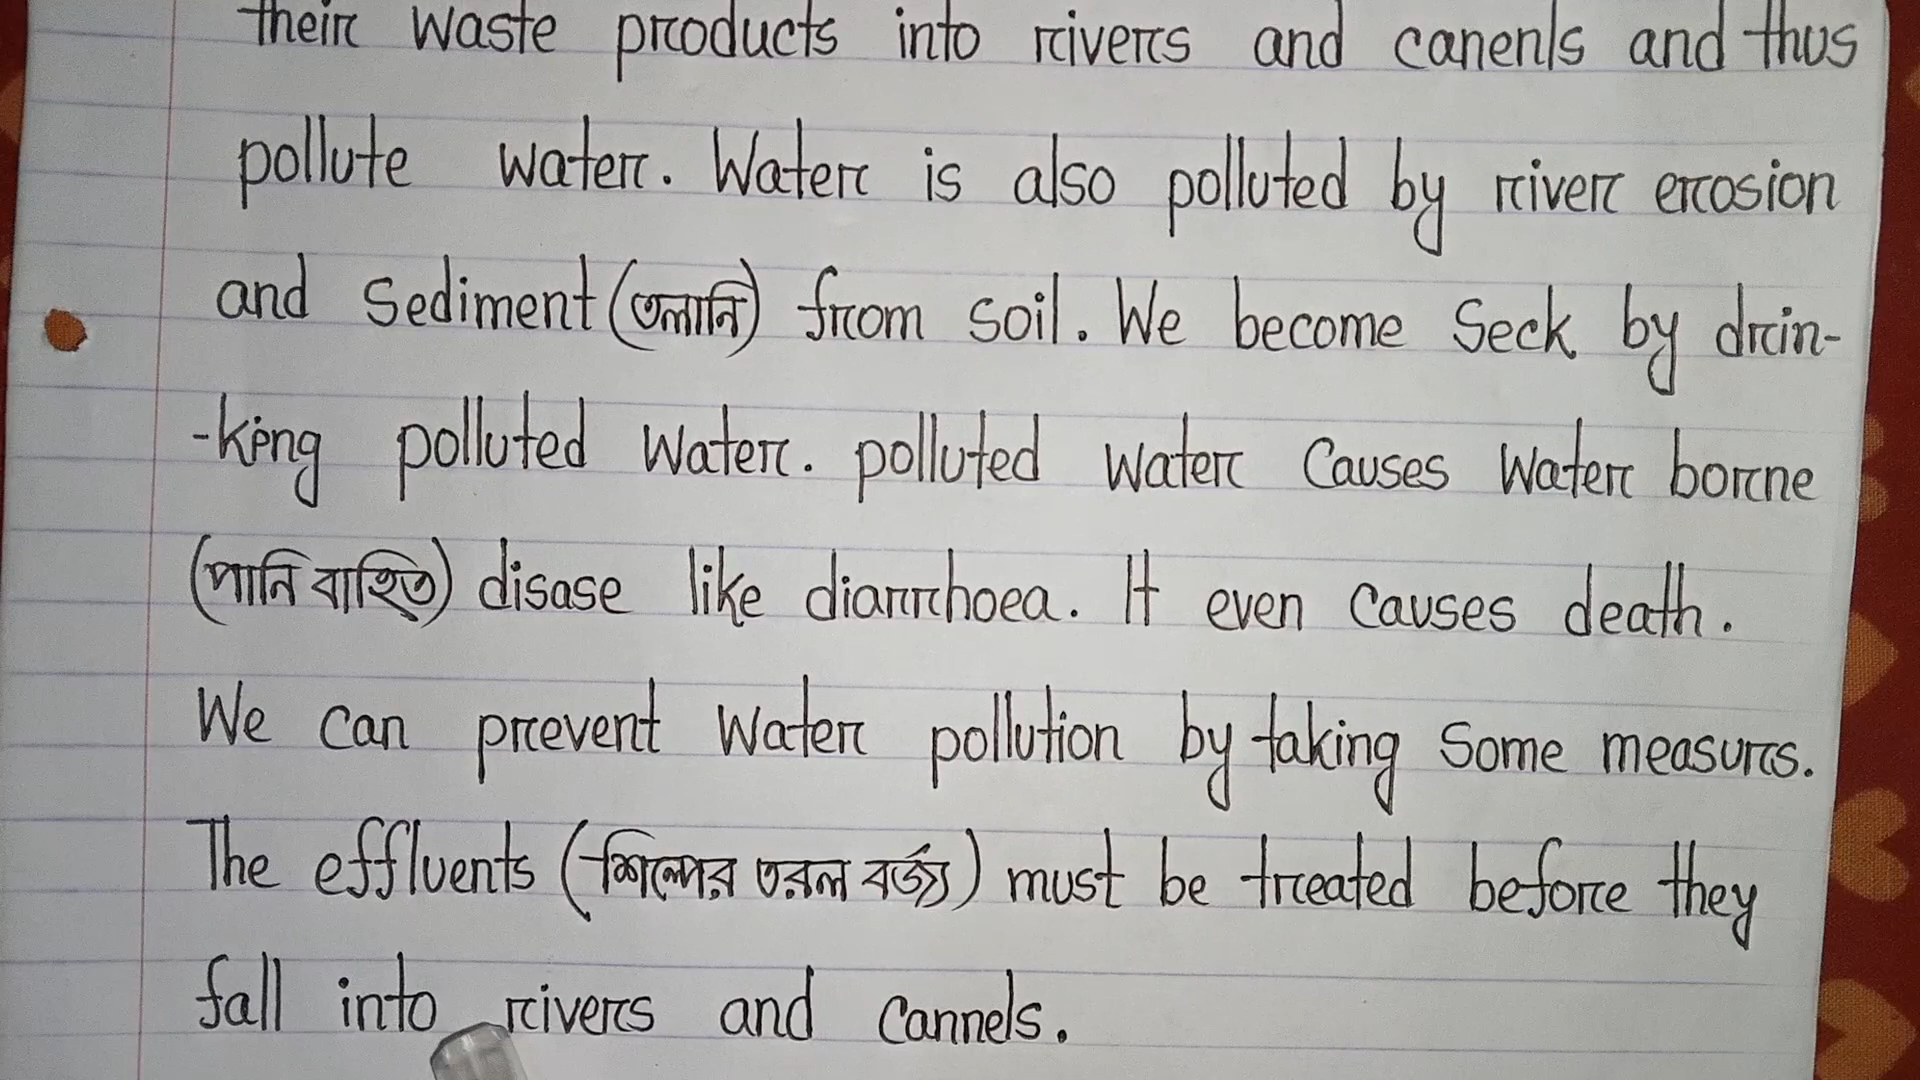 their waste products into rivers and canenls and thus
pollute water. Water is also polluted by river erosion
and Sediment (তলানি) from soil. We become Seck by drin-
-king polluted water. polluted water Causes Water borne
(পানি বাহিত) disase like diarrhoea. It even causes death.
We can prevent water pollution by taking Some measurs.
The effluents (শিল্পের তরল বর্জ্য) must be treated before they
fall into rivers and cannels.